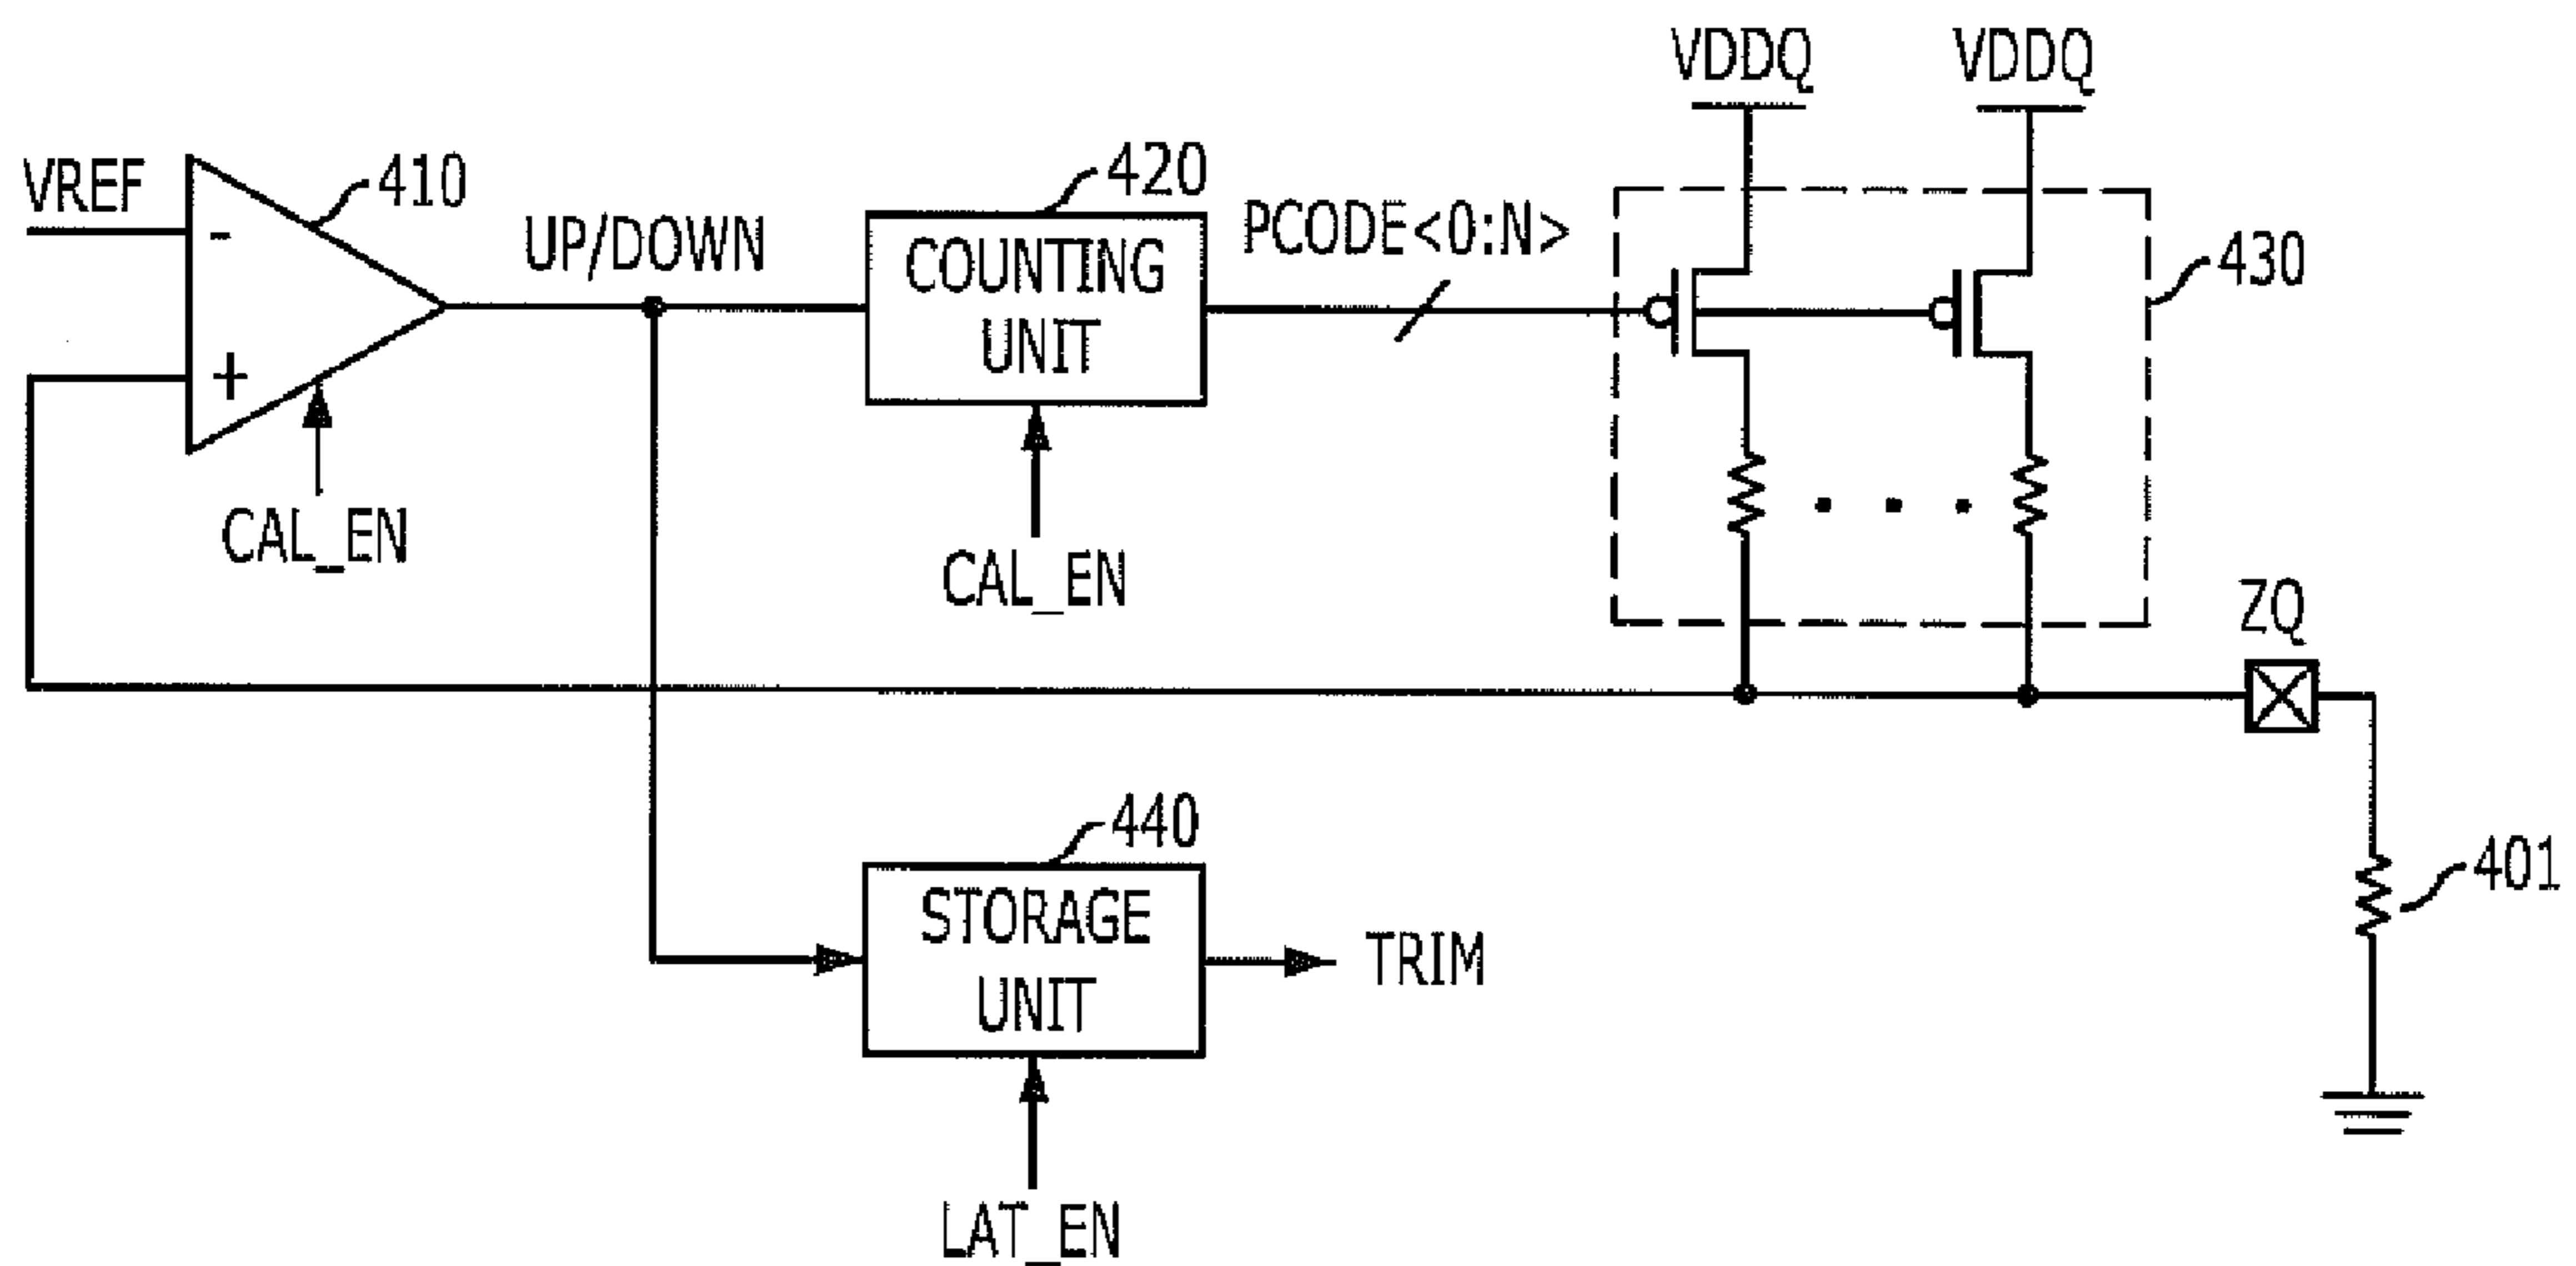 VDDQ VDDQ
VREF
-
410
UP/DOWN
420
COUNTING
UNIT
PCODE<0:N>
430
+
CAL_EN
CAL_EN
ZQ
440
STORAGE
UNIT
TRIM
401
LAT_EN